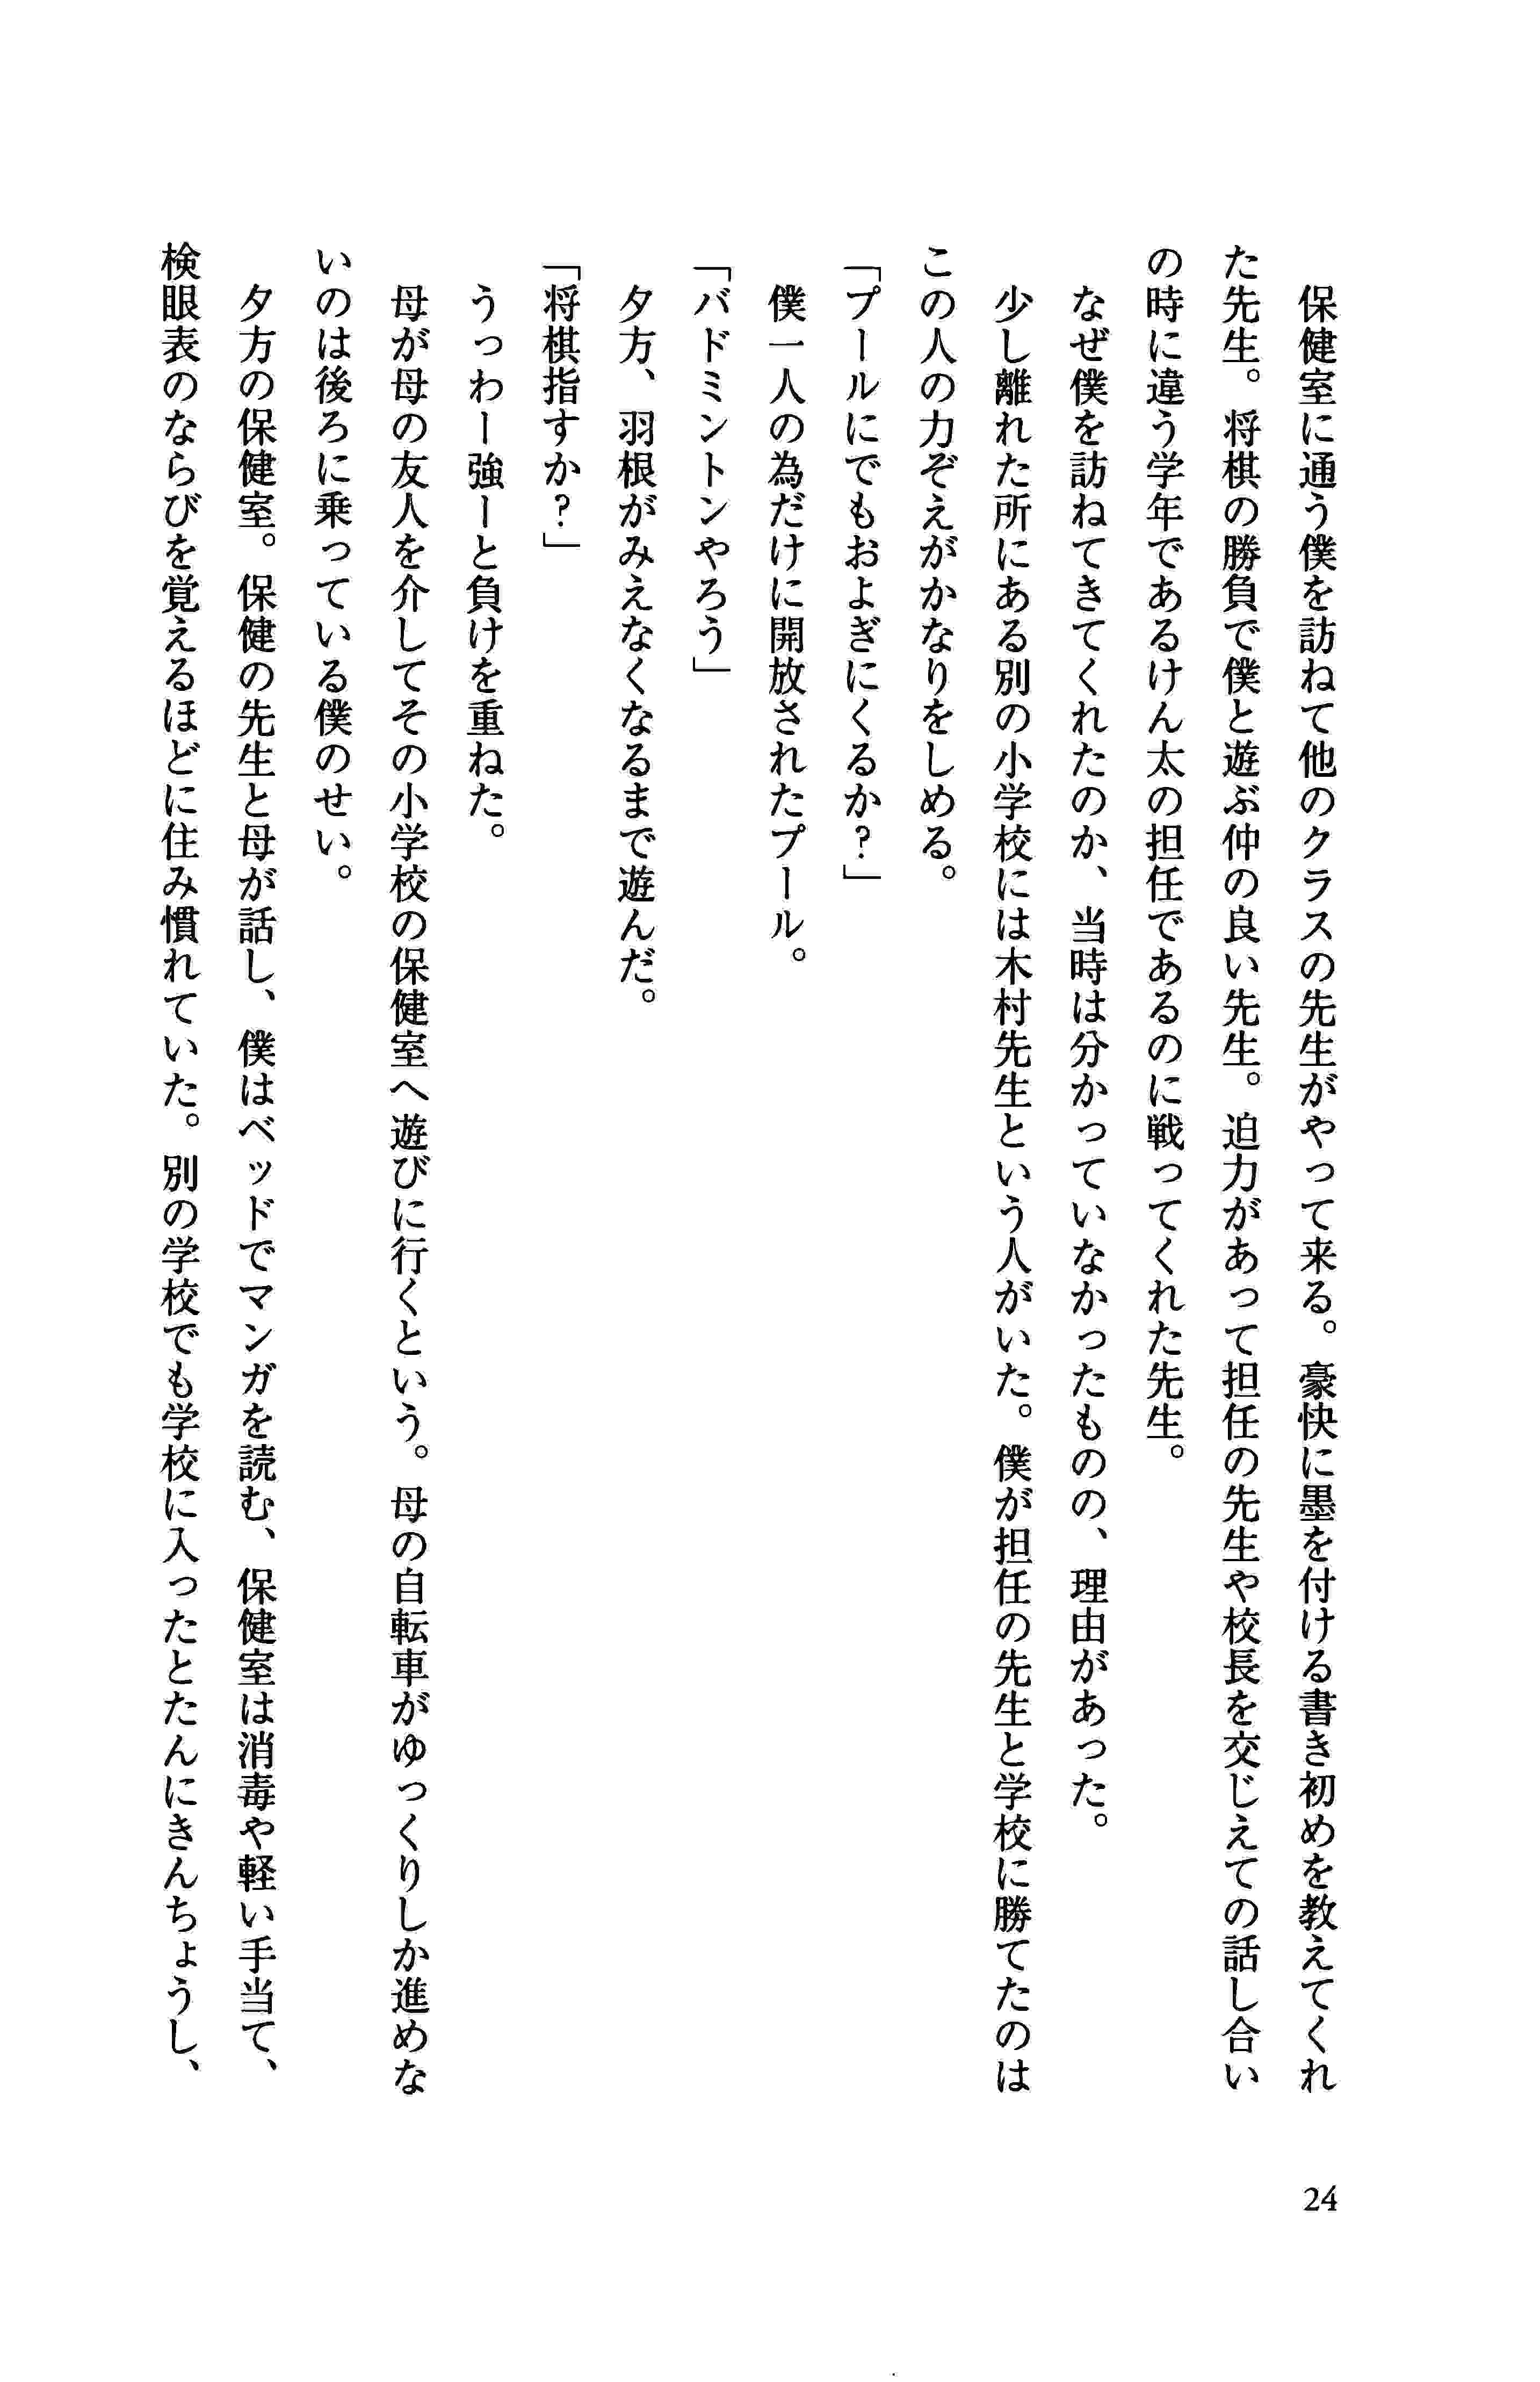 保健室に通う僕を訪ねて他のクラスの先生がやって来る。豪快に墨を付ける書き初めを教えてくれ
た先生。将棋の勝負で僕と遊ぶ仲の良い先生。迫力があって担任の先生や校長を交じえての話し合い
の時に違う学年であるけん太の担任であるのに戦ってくれた先生。
　なぜ僕を訪ねてきてくれたのか、当時は分かっていなかったものの、理由があった。
　少し離れた所にある別の小学校には木村先生という人がいた。僕が担任の先生と学校に勝てたのは
この人の力ぞえがかなりをしめる。
「プールにでもおよぎにくるか？」
　僕一人の為だけに開放されたプール。
「バドミントンやろう」
　夕方、羽根がみえなくなるまで遊んだ。
「将棋指すか？」
　うっわー強ーと負けを重ねた。
　母が母の友人を介してその小学校の保健室へ遊びに行くという。母の自転車がゆっくりしか進めな
いのは後ろに乗っている僕のせい。
　夕方の保健室。保健の先生と母が話し、僕はベッドでマンガを読む、保健室は消毒や軽い手当て、
検眼表のならびを覚えるほどに住み慣れていた。別の学校でも学校に入ったとたんにきんちょうし、
24